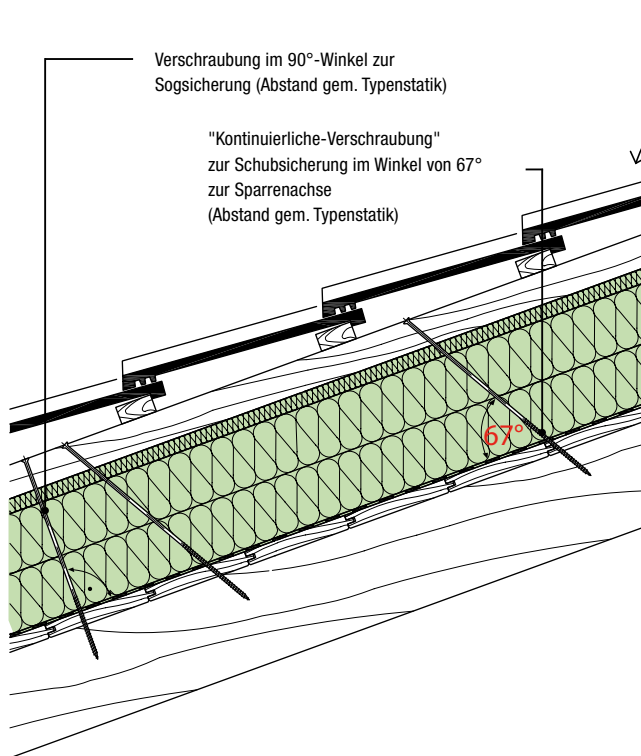 Verschraubung im 90°-Winkel zur
Sogsicherung (Abstand gem. Typenstatik)
"Kontinuierliche-Verschraubung"
zur Schubsicherung im Winkel von 67°
zur Sparrenachse
(Abstand gem. Typenstatik)
67°